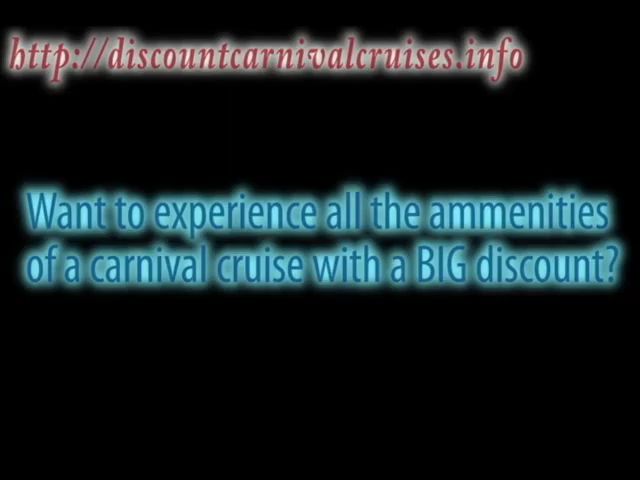 http://discountcarnivalcruises.info
Want to experience all the ammenities
of a carnival cruise with a BIG discount?